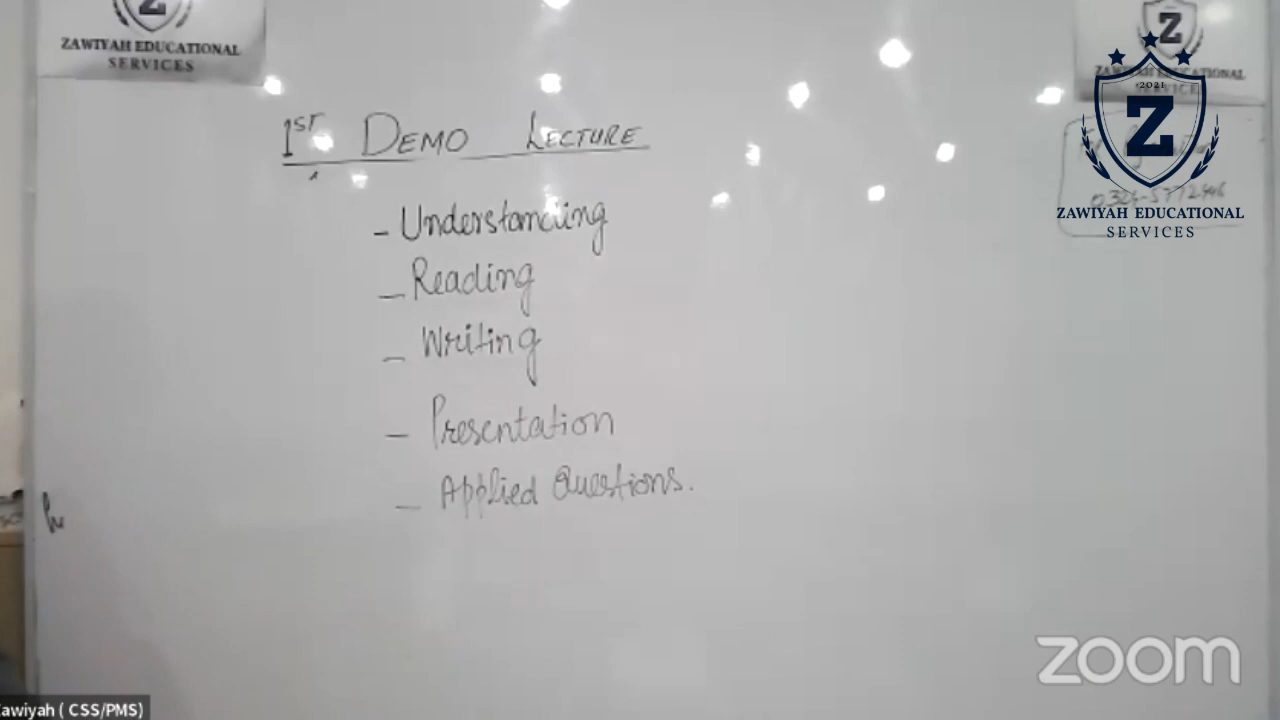 ZAWIYAH EDUCATIONAL
SERVICES
Z
2021
ZAWIYAH EDUCATIONAL
SERVICES
1ST DEMO LECTURE
- Understanding
- Reading
- Writing
- Presentation
- Applied Questions.
zoom
awiyah ( CSS/PMS)